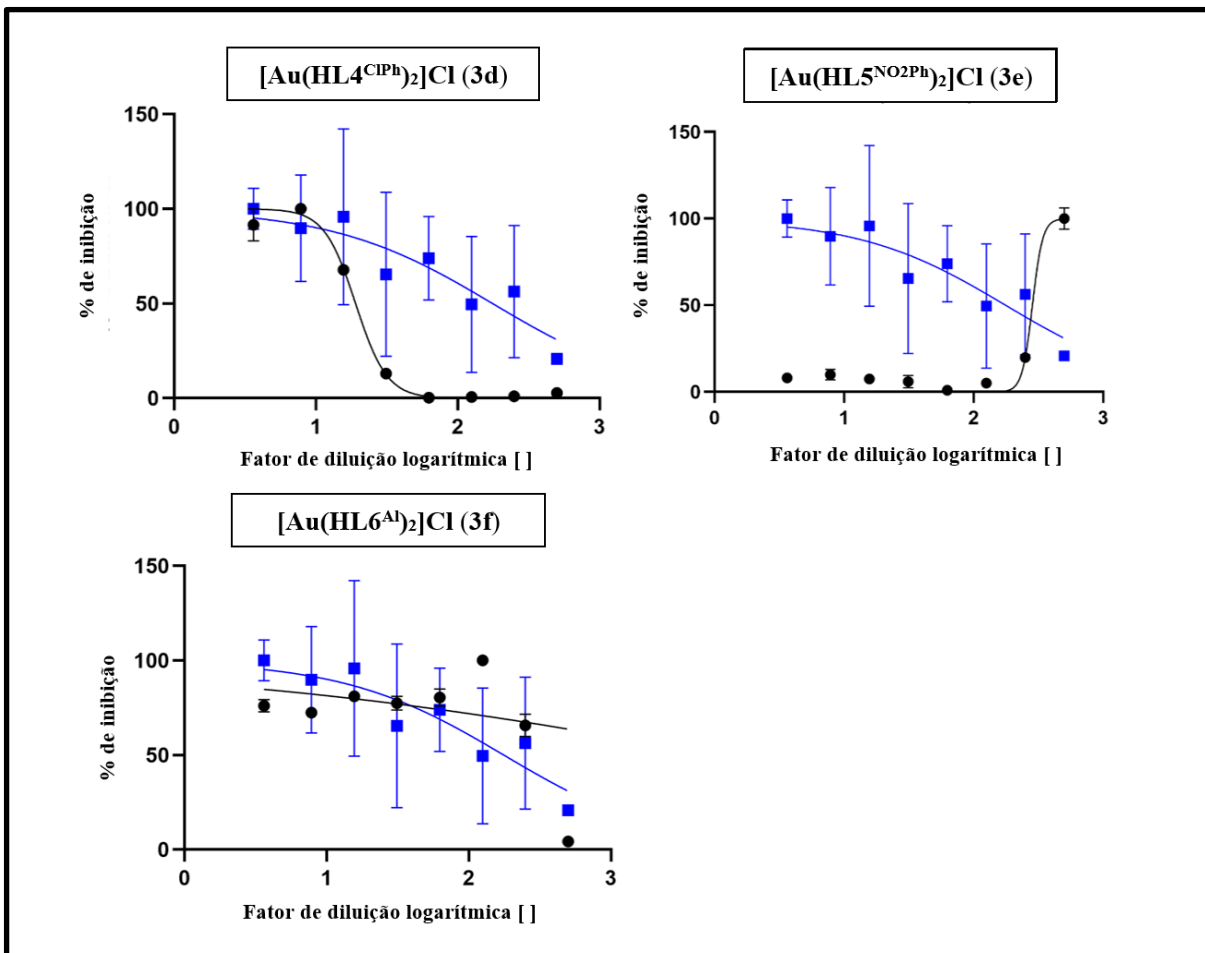 [Au(HL4ClPh)2]Cl (3d)
150
100
50
0
% de inibição
0 1 2 3
Fator de diluição logarítmica [ ]
[Au(HL5NO2Ph)2]Cl (3e)
150
100
50
0
% de inibição
0 1 2 3
Fator de diluição logarítmica [ ]
[Au(HL6Al)2]Cl (3f)
150
100
50
0
% de inibição
0 1 2 3
Fator de diluição logarítmica [ ]